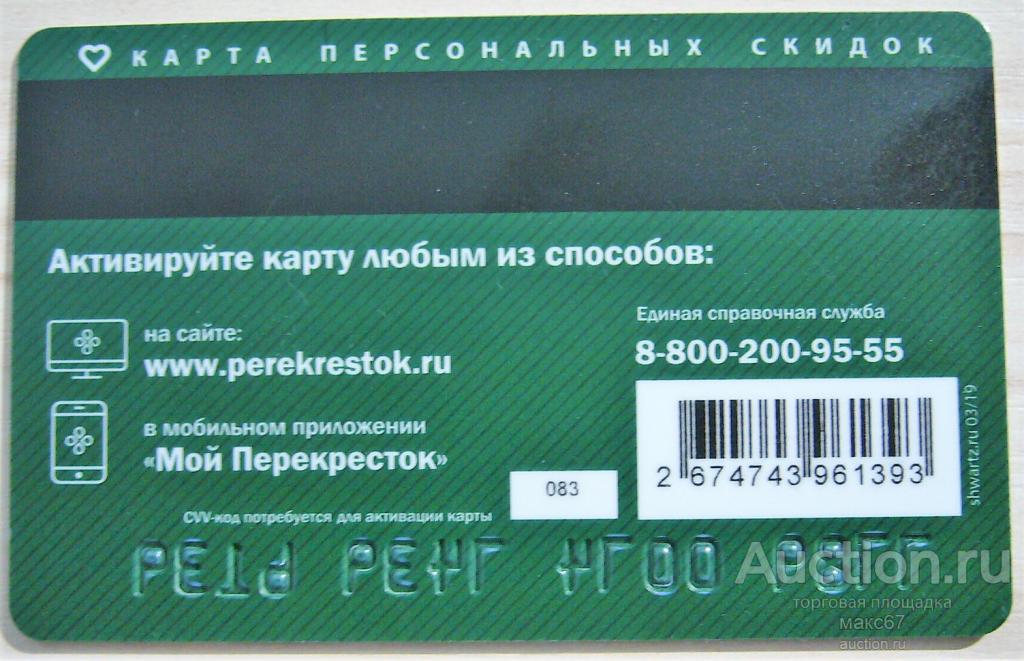 КАРТА ПЕРСОНАЛЬНЫХ СКИДОК
Активируйте карту любым из способов:
на сайте:
www.perekrestok.ru
в мобильном приложении
«Мой Перекресток»
Единая справочная служба
8-800-200-95-55
2 674743 961393
shwartz.ru 03/19
083
CVV-код потребуется для активации карты
Auction.ru
торговая площадка
макс67
auction.ru